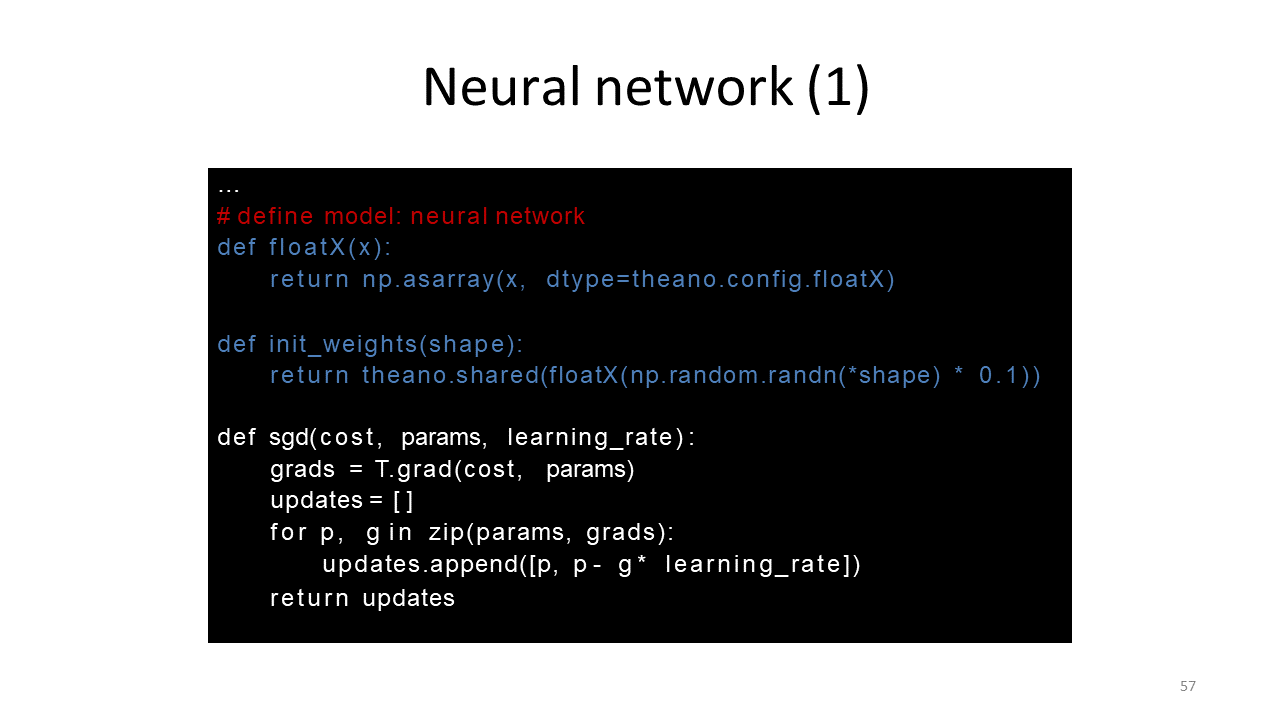 Neural network (1)
...
# define model: neural network
def floatX(x):
return np.asarray(x, dtype=theano.config.floatX)
def init_weights(shape):
return theano.shared(floatX(np.random.randn(*shape) * 0.1))
def sgd(cost, params, learning_rate):
grads = T.grad(cost, params)
updates = [ ]
for p, g in zip(params, grads):
updates.append([p, p - g * learning_rate])
return updates
57